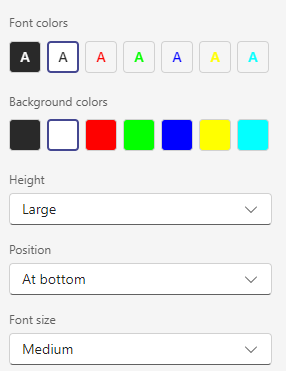 Font colors
A A A A A A A
Background colors
Height
Large
Position
At bottom
Font size
Medium